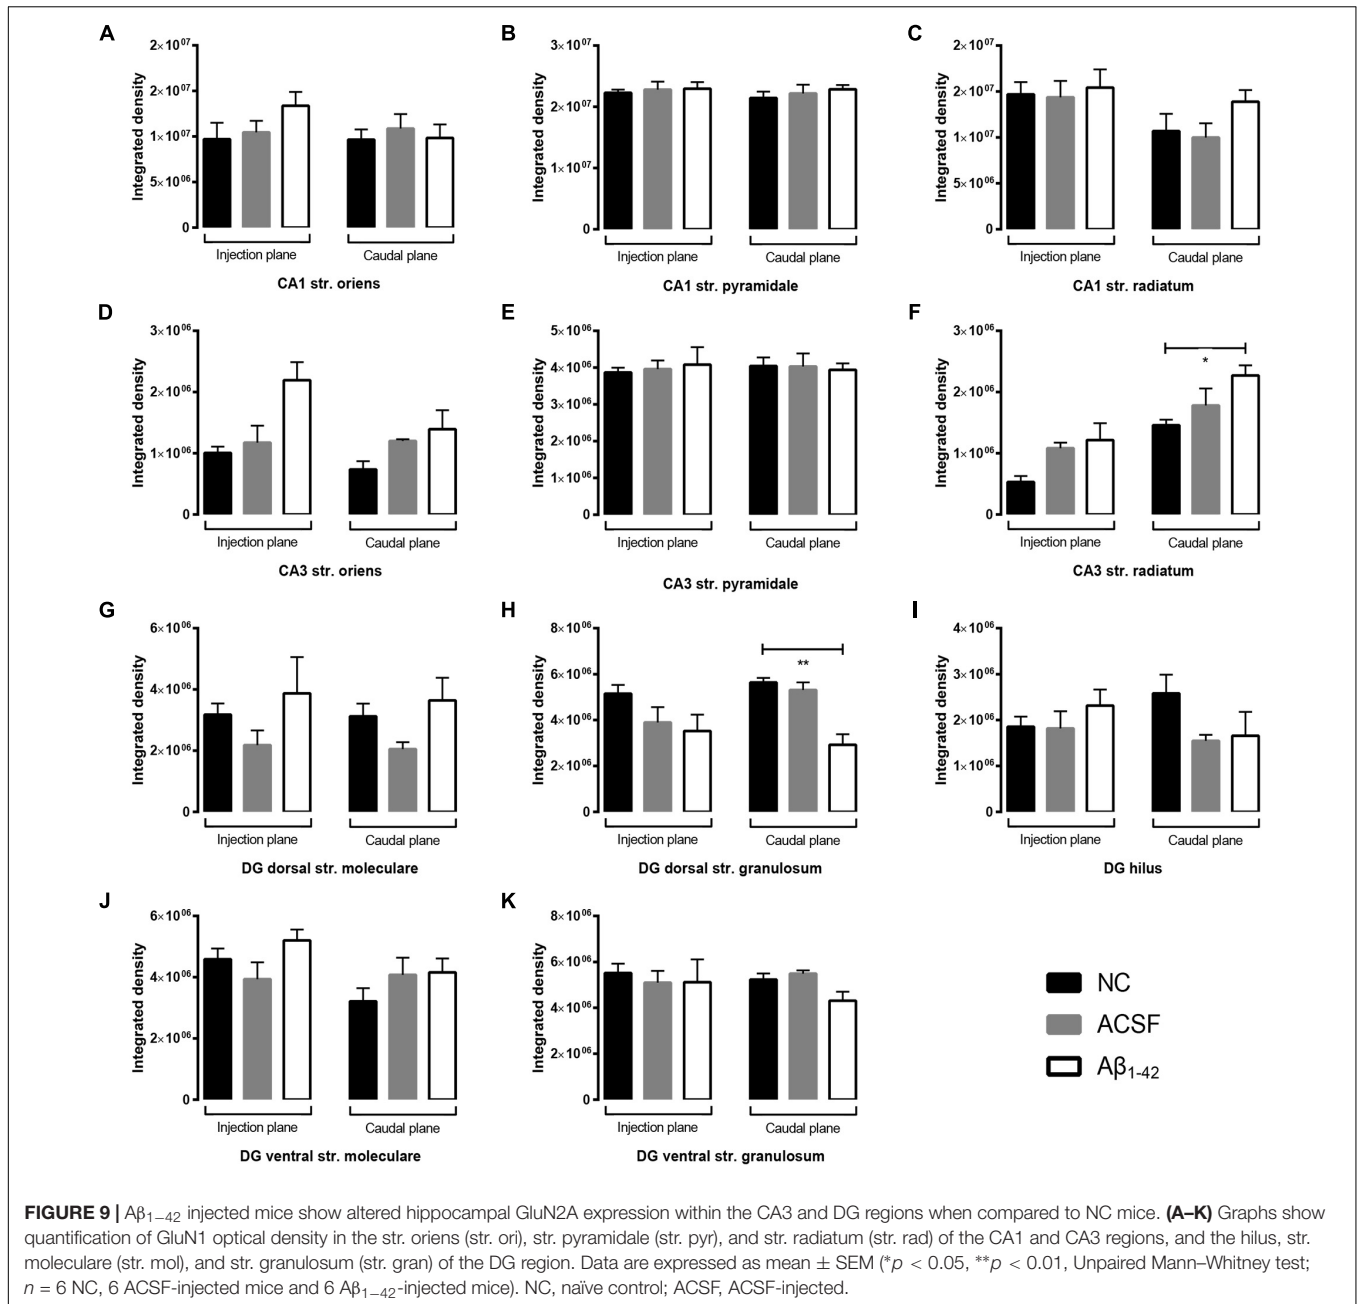 A
Integrated density
2×10⁰⁷
2×10⁰⁷
1×10⁰⁷
5×10⁰⁶
0
Injection plane
Caudal plane
CA1 str. oriens
B
Integrated density
3×10⁰⁷
2×10⁰⁷
1×10⁰⁷
0
Injection plane
Caudal plane
CA1 str. pyramidale
C
Integrated density
2×10⁰⁷
2×10⁰⁷
1×10⁰⁷
5×10⁰⁶
0
Injection plane
Caudal plane
CA1 str. radiatum
D
Integrated density
3×10⁰⁶
2×10⁰⁶
1×10⁰⁶
0
Injection plane
Caudal plane
CA3 str. oriens
E
Integrated density
5×10⁰⁶
4×10⁰⁶
3×10⁰⁶
2×10⁰⁶
1×10⁰⁶
0
Injection plane
Caudal plane
CA3 str. pyramidale
F
Integrated density
3×10⁰⁶
2×10⁰⁶
1×10⁰⁶
0
*
Injection plane
Caudal plane
CA3 str. radiatum
G
Integrated density
6×10⁰⁶
4×10⁰⁶
2×10⁰⁶
0
Injection plane
Caudal plane
DG dorsal str. moleculare
H
Integrated density
8×10⁰⁶
6×10⁰⁶
4×10⁰⁶
2×10⁰⁶
0
**
Injection plane
Caudal plane
DG dorsal str. granulosum
I
Integrated density
4×10⁰⁶
3×10⁰⁶
2×10⁰⁶
1×10⁰⁶
0
Injection plane
Caudal plane
DG hilus
J
Integrated density
6×10⁰⁶
4×10⁰⁶
2×10⁰⁶
0
Injection plane
Caudal plane
DG ventral str. moleculare
K
Integrated density
8×10⁰⁶
6×10⁰⁶
4×10⁰⁶
2×10⁰⁶
0
Injection plane
Caudal plane
DG ventral str. granulosum
NC
ACSF
Aβ₁₋₄₂
FIGURE 9 | Aβ₁₋₄₂ injected mice show altered hippocampal GluN2A expression within the CA3 and DG regions when compared to NC mice. (A–K) Graphs show
quantification of GluN1 optical density in the str. oriens (str. ori), str. pyramidale (str. pyr), and str. radiatum (str. rad) of the CA1 and CA3 regions, and the hilus, str.
moleculare (str. mol), and str. granulosum (str. gran) of the DG region. Data are expressed as mean ± SEM (*p < 0.05, **p < 0.01, Unpaired Mann–Whitney test;
n = 6 NC, 6 ACSF-injected mice and 6 Aβ₁₋₄₂-injected mice). NC, naïve control; ACSF, ACSF-injected.